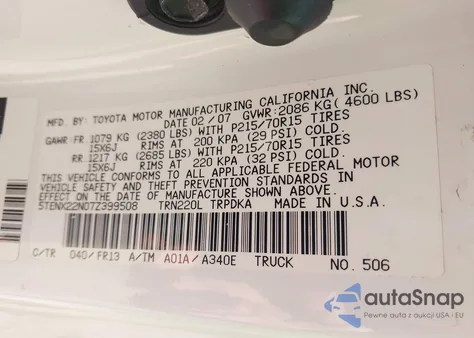 MFD. BY: TOYOTA MOTOR MANUFACTURING CALIFORNIA INC.
DATE 02/07 GVWR:2086 KG( 4600 LBS)
GAWR:FR 1079 KG (2380 LBS) WITH P215/70R15 TIRES
15X6J RIMS AT 200 KPA (29 PSI) COLD.
RR 1217 KG (2685 LBS) WITH P215/70R15 TIRES
15X6J RIMS AT 220 KPA (32 PSI) COLD.
THIS VEHICLE CONFORMS TO ALL APPLICABLE FEDERAL MOTOR
VEHICLE SAFETY AND THEFT PREVENTION STANDARDS IN
EFFECT ON THE DATE OF MANUFACTURE SHOWN ABOVE.
5TENX22N07Z399508 TRN220L TRPDKA MADE IN U.S.A.
C/TR 040/FR13 A/TM A01A/A340E TRUCK NO. 506
autoSnap
Pewne auta z aukcji USA i EU